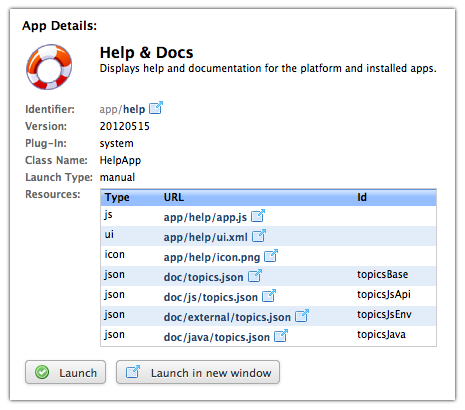 App Details:
Help & Docs
Displays help and documentation for the platform and installed apps.
Identifier: app/help
Version: 20120515
Plug-In: system
Class Name: HelpApp
Launch Type: manual
Resources:
Type URL Id
js app/help/app.js
ui app/help/ui.xml
icon app/help/icon.png
json doc/topics.json topicsBase
json doc/js/topics.json topicsJsApi
json doc/external/topics.json topicsJsEnv
json doc/java/topics.json topicsJava
Launch Launch in new window